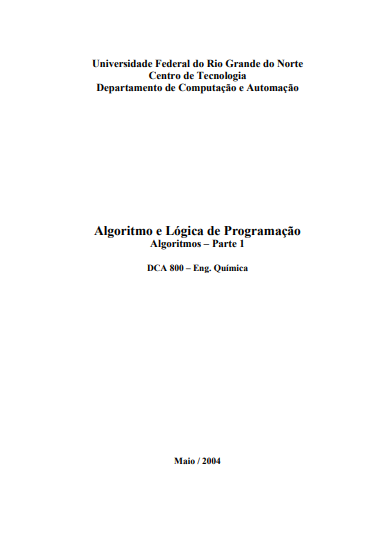 Universidade Federal do Rio Grande do Norte
Centro de Tecnologia
Departamento de Computação e Automação
Algoritmo e Lógica de Programação
Algoritmos – Parte 1
DCA 800 – Eng. Química
Maio / 2004